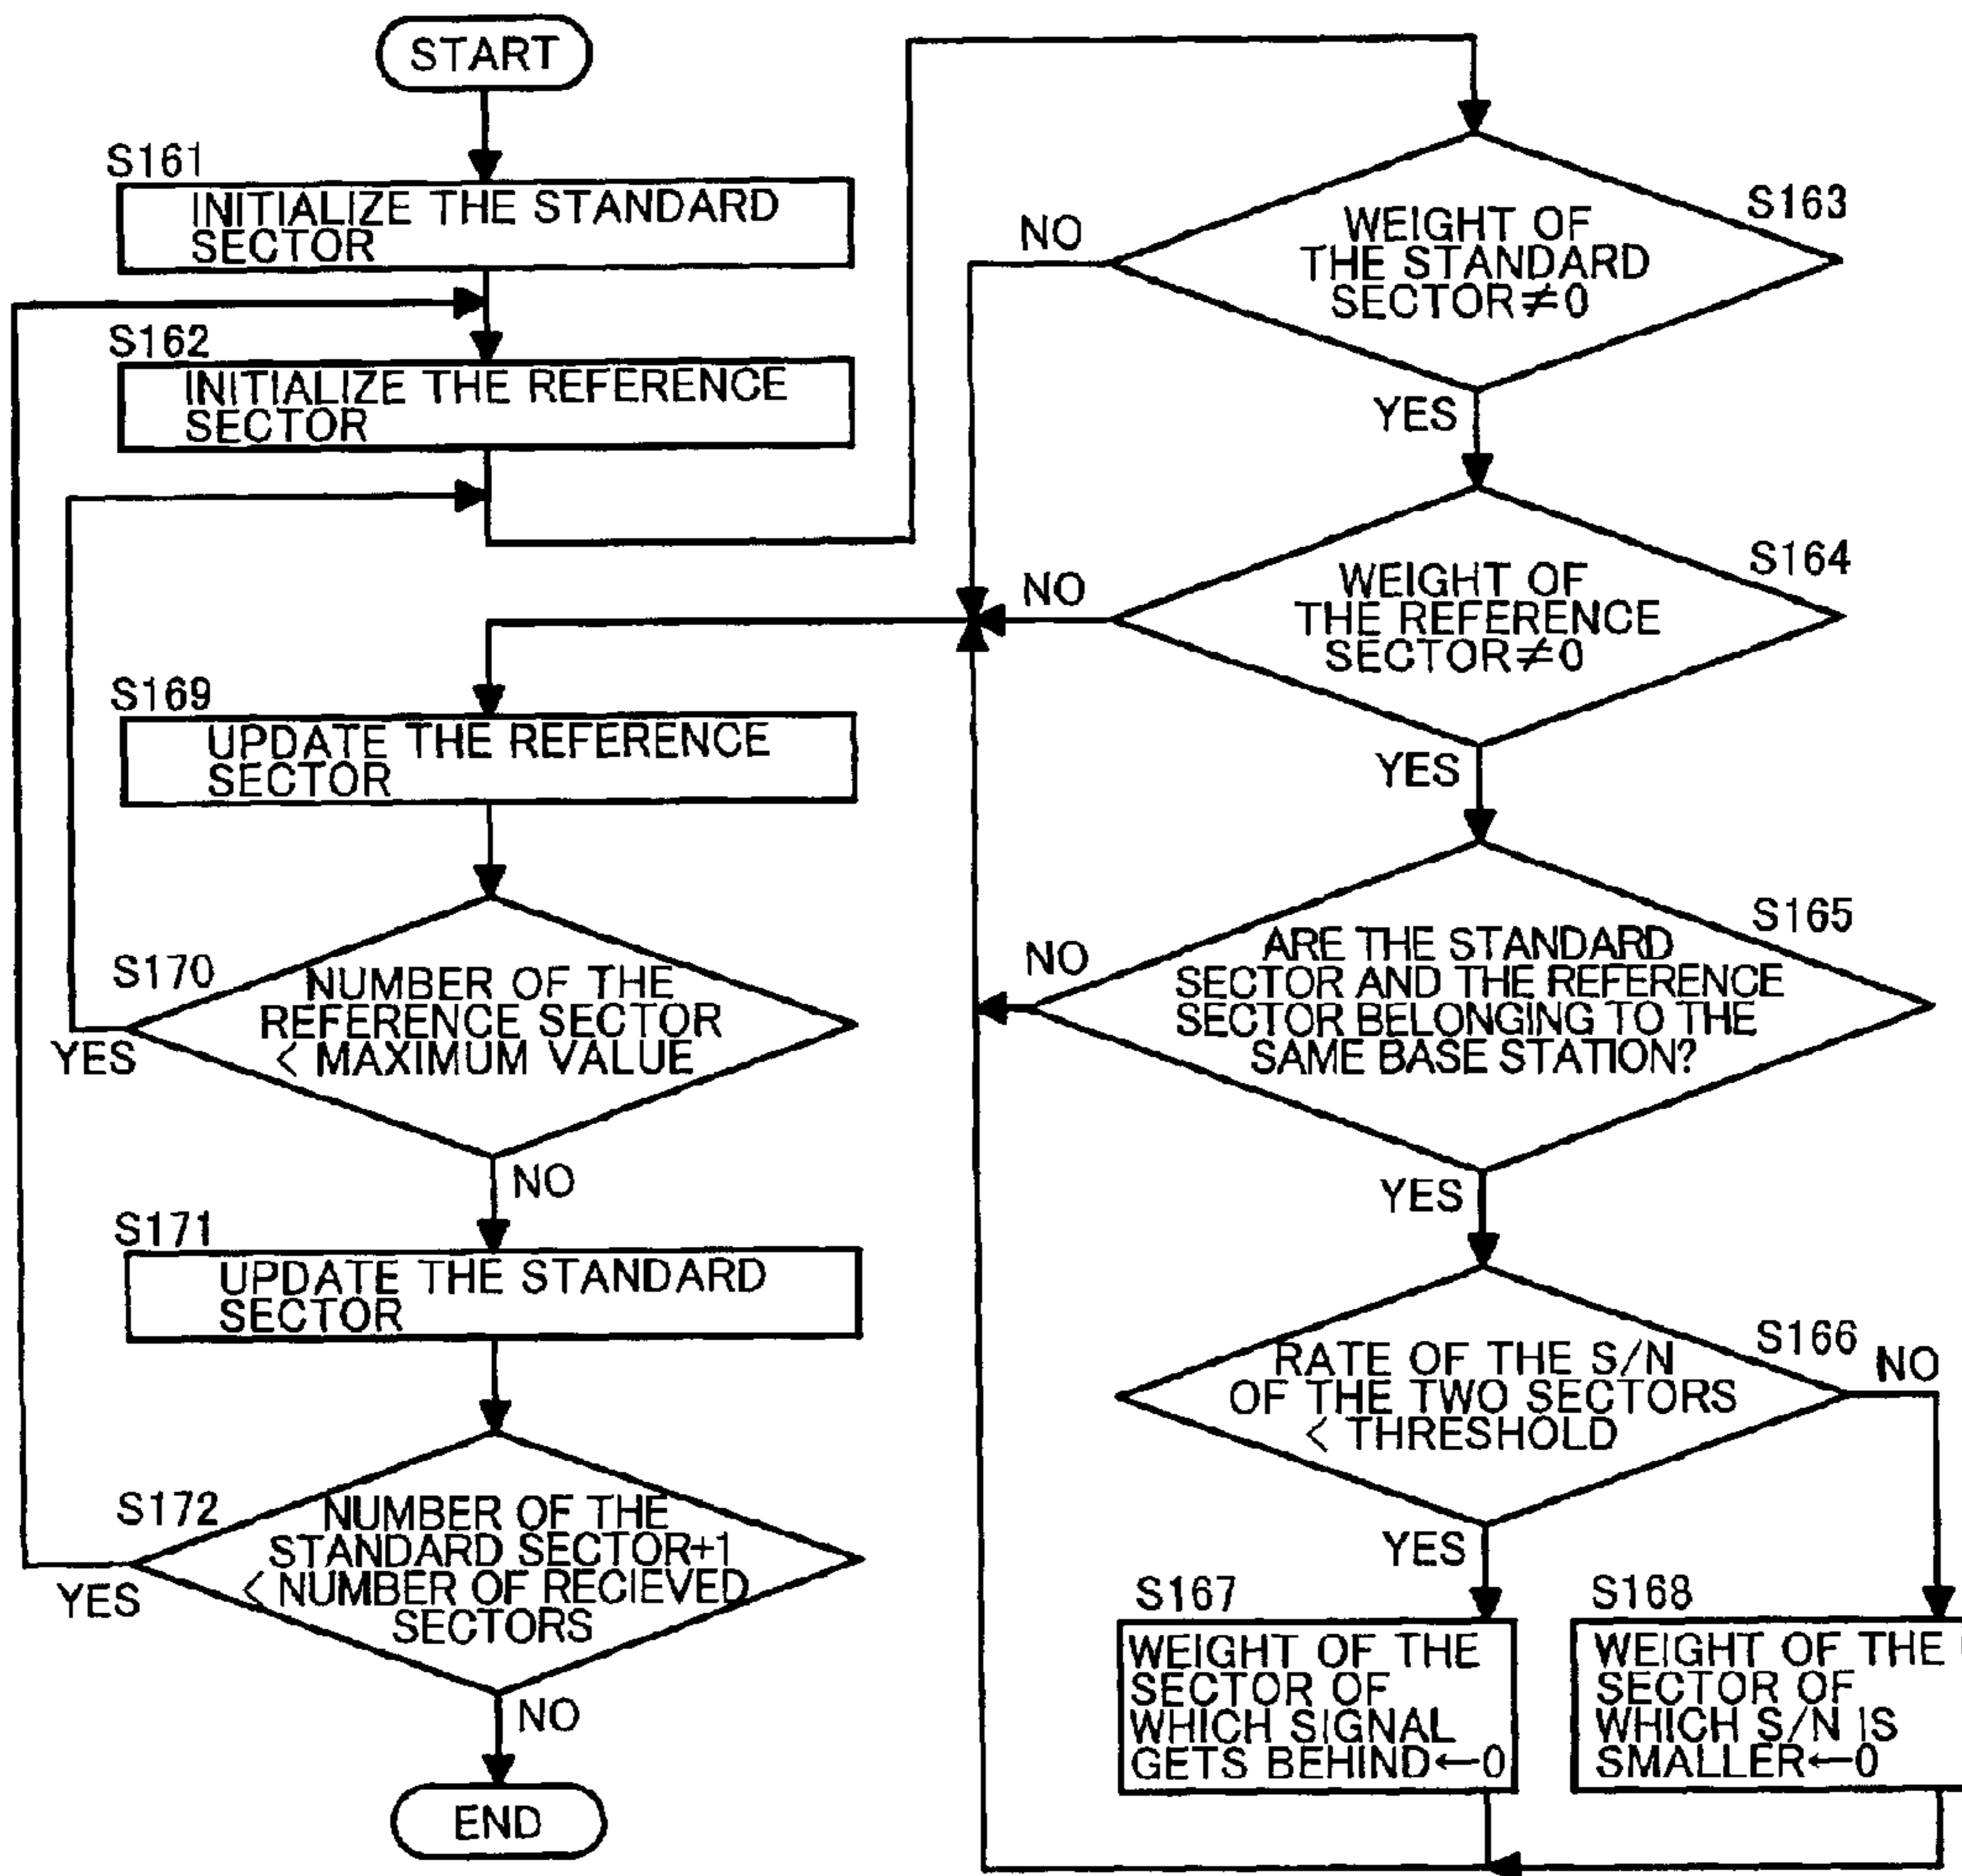 START
S161
INITIALIZE THE STANDARD
SECTOR
S162
INITIALIZE THE REFERENCE
SECTOR
S163
WEIGHT OF
THE STANDARD
SECTOR≠0
NO
YES
S164
WEIGHT OF
THE REFERENCE
SECTOR≠0
NO
YES
S165
ARE THE STANDARD
SECTOR AND THE REFERENCE
SECTOR BELONGING TO THE
SAME BASE STATION?
NO
YES
S166
RATE OF THE S/N
OF THE TWO SECTORS
< THRESHOLD
NO
YES
S167
WEIGHT OF THE
SECTOR OF
WHICH SIGNAL
GETS BEHIND←0
S168
WEIGHT OF THE
SECTOR OF
WHICH S/N IS
SMALLER←0
S169
UPDATE THE REFERENCE
SECTOR
S170
NUMBER OF THE
REFERENCE SECTOR
< MAXIMUM VALUE
YES
NO
S171
UPDATE THE STANDARD
SECTOR
S172
NUMBER OF THE
STANDARD SECTOR+1
< NUMBER OF RECIEVED
SECTORS
YES
NO
END